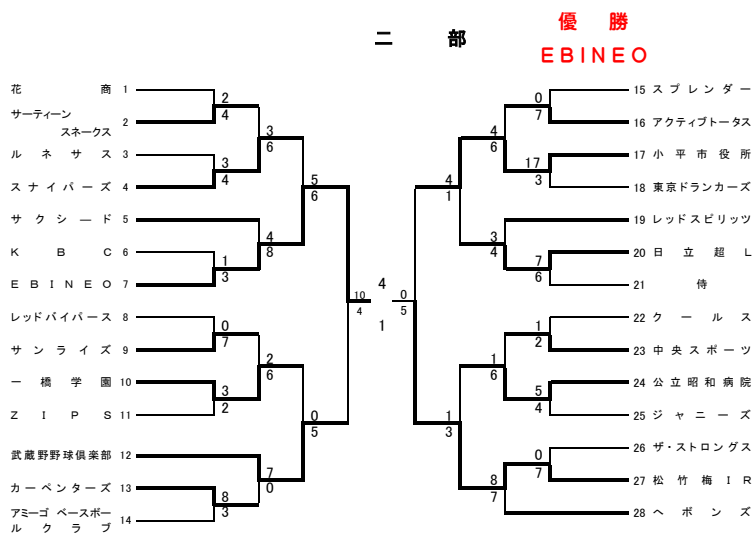 二 部
優 勝
EBINEO
花 商 1
サーティーン
スネークス 2
ルネサス 3
スナイパーズ 4
サクシード 5
KBC 6
EBINEO 7
レッドバイパース 8
サンライズ 9
一橋学園 10
ZIPS 11
武蔵野野球倶楽部 12
カーペンターズ 13
アミーゴ ベースボー
ルクラブ 14
2
4
3
4
1
3
0
7
3
2
8
3
3
6
4
8
2
6
7
0
5
6
0
5
10
4
4
1
0
5
4
1
1
3
4
6
3
4
1
6
8
7
0
7
17
3
7
6
1
2
5
4
0
7
15 スプレンダー
16 アクティブトータス
17 小平市役所
18 東京ドランカーズ
19 レッドスピリッツ
20 日立超L
21 侍
22 クールス
23 中央スポーツ
24 公立昭和病院
25 ジャニーズ
26 ザ・ストロングス
27 松竹梅IR
28 ヘボンズ